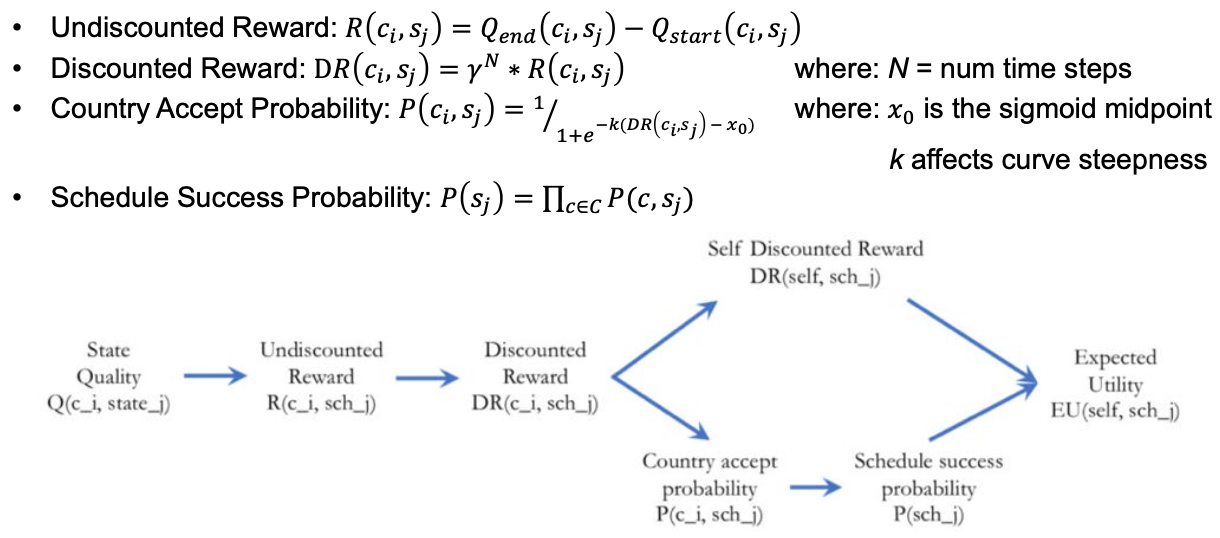 • Undiscounted Reward: R(c_i, s_j) = Q_end(c_i, s_j) − Q_start(c_i, s_j)
• Discounted Reward: DR(c_i, s_j) = γ^N * R(c_i, s_j) where: N = num time steps
• Country Accept Probability: P(c_i, s_j) = 1/1+e^−k(DR(c_i,s_j) − x_0) where: x_0 is the sigmoid midpoint
k affects curve steepness
• Schedule Success Probability: P(s_j) = ∏_c∈C P(c, s_j)
Self Discounted Reward
DR(self, sch_j)
State
Quality
Q(c_i, state_j)
Undiscounted
Reward
R(c_i, sch_j)
Discounted
Reward
DR(c_i, sch_j)
Country accept
probability
P(c_i, sch_j)
Schedule success
probability
P(sch_j)
Expected
Utility
EU(self, sch_j)